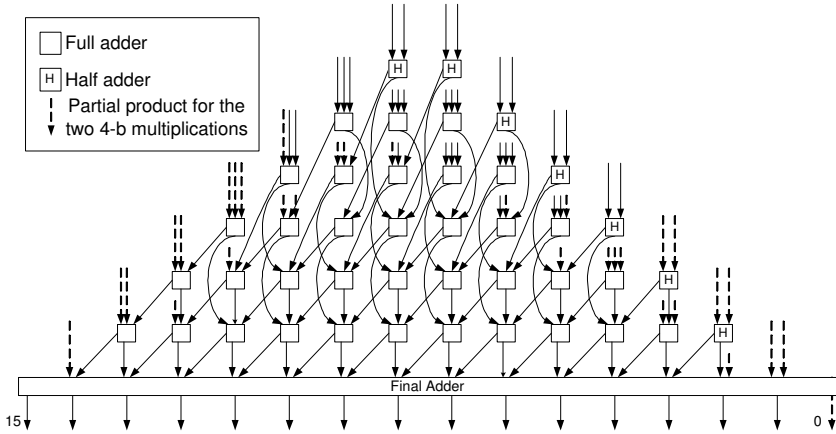 H
H
Full adder
H
Half adder
Partial product for the
two 4-b multiplications
H
H
H
H
H
Final Adder
15
0